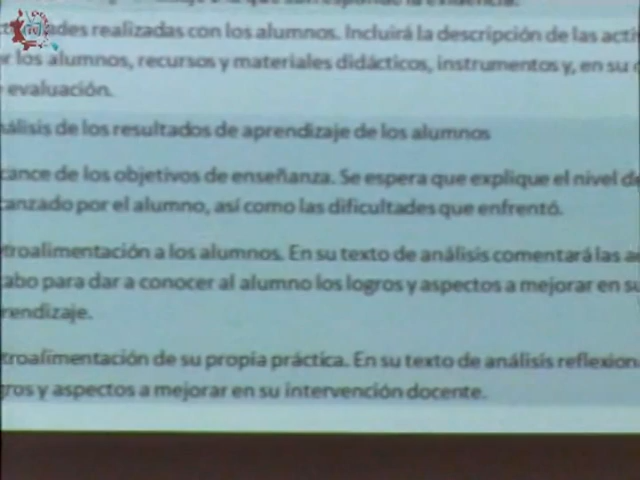 realizadas con los alumnos. Incluirá la descripción de las
los alumnos, recursos y materiales didácticos, instrumentos y, en su
evaluación.
álisis de los resultados de aprendizaje de los alumnos
cance de los objetivos de enseñanza. Se espera que explique el nivel de
canzado por el alumno, así como las dificultades que enfrentó.
troalimentación a los alumnos. En su texto de análisis comentará las
cabo para dar a conocer al alumno los logros y aspectos a mejorar en su
rendizaje.
troalimentación de su propia práctica. En su texto de análisis reflexion
gros y aspectos a mejorar en su intervención docente.